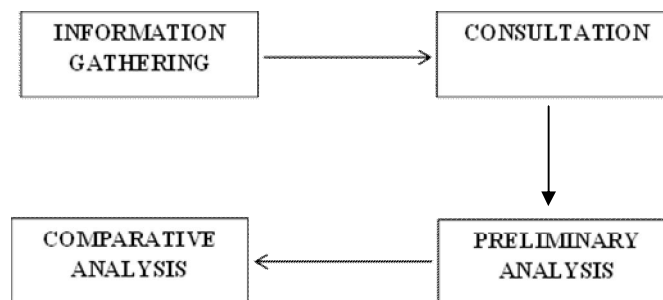 INFORMATION
GATHERING
CONSULTATION
COMPARATIVE
ANALYSIS
PRELIMINARY
ANALYSIS